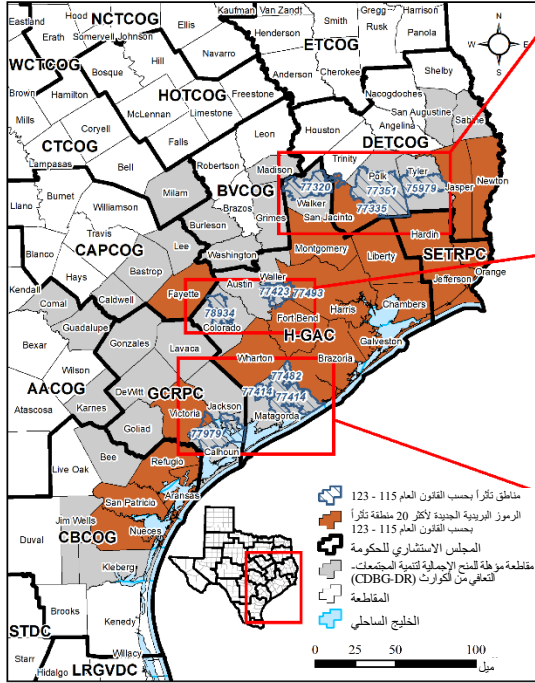 NCTCOG
Hood
Ellis
Kaufman
Van Zandt
Smith
Gregg
Harrison
Eastland
Erath
Somervell
Johnson
Henderson
Rusk
Panola
ETCOG
N
W
E
S
WCTCOG
Bosque
Hill
Navarro
Anderson
Cherokee
Shelby
Brown
Hamilton
HOTCOG
Freestone
Nacogdoches
Mills
McLennan
Limestone
San Augustine
Coryell
Leon
Houston
Angelina
Sabine
CTCOG
Falls
DETCOG
Lampasas
Bell
Robertson
Madison
Trinity
Polk
Tyler
Newton
Jasper
77320
77351
75979
Milam
BVCOG
Walker
77335
Llano
Burnet
Williamson
Brazos
Grimes
San Jacinto
Hardin
Burleson
Montgomery
Travis
Washington
Liberty
SETRPC
CAPCOG
Lee
Blanco
Hays
Bastrop
Waller
Orange
Austin
Jefferson
Kendall
Caldwell
Fayette
77423
77493
Chambers
Comal
78934
Harris
Guadalupe
Colorado
Fort Bend
Bexar
Gonzales
H-GAC
Galveston
Lavaca
Wharton
Brazoria
Wilson
AACOG
77482
DeWitt
GCRPC
77414
Atascosa
Karnes
Jackson
77414
Victoria
Matagorda
Goliad
77979
Bee
Calhoun
Live Oak
Refugio
Aransas
San Patricio
Jim Wells
Nueces
Duval
CBCOG
Kleberg
Brooks
Kenedy
STDC
Willacy
Starr
Hidalgo
LRGVDC
مناطق تأثراً بحسب القانون العام 115 - 123
الرموز البريدية الجديدة لأكثر 20 منطقة تأثراً
بحسب القانون العام 115 - 123
المجلس الاستشاري للحكومة
مقاطعة مؤهلة للمنح الإجمالية لتنمية المجتمعات-
التعافي من الكوارث (CDBG-DR)
المقاطعة
الخليج الساحلي
0 25 50 100
ميل